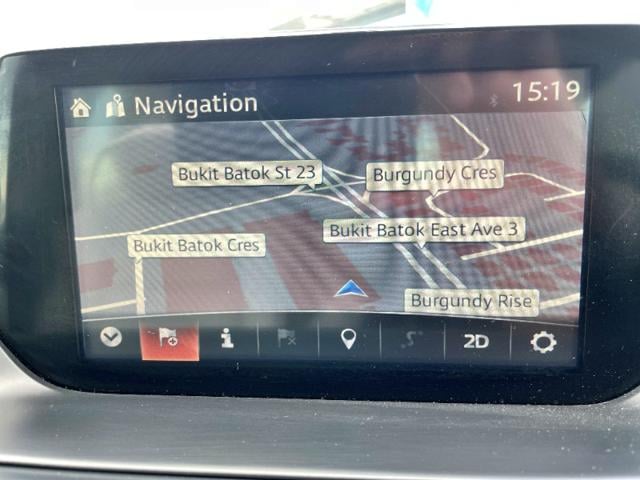 Navigation
15:19
Bukit Batok St 23
Burgundy Cres
Bukit Batok East Ave 3
Bukit Batok Cres
Burgundy Rise
2D